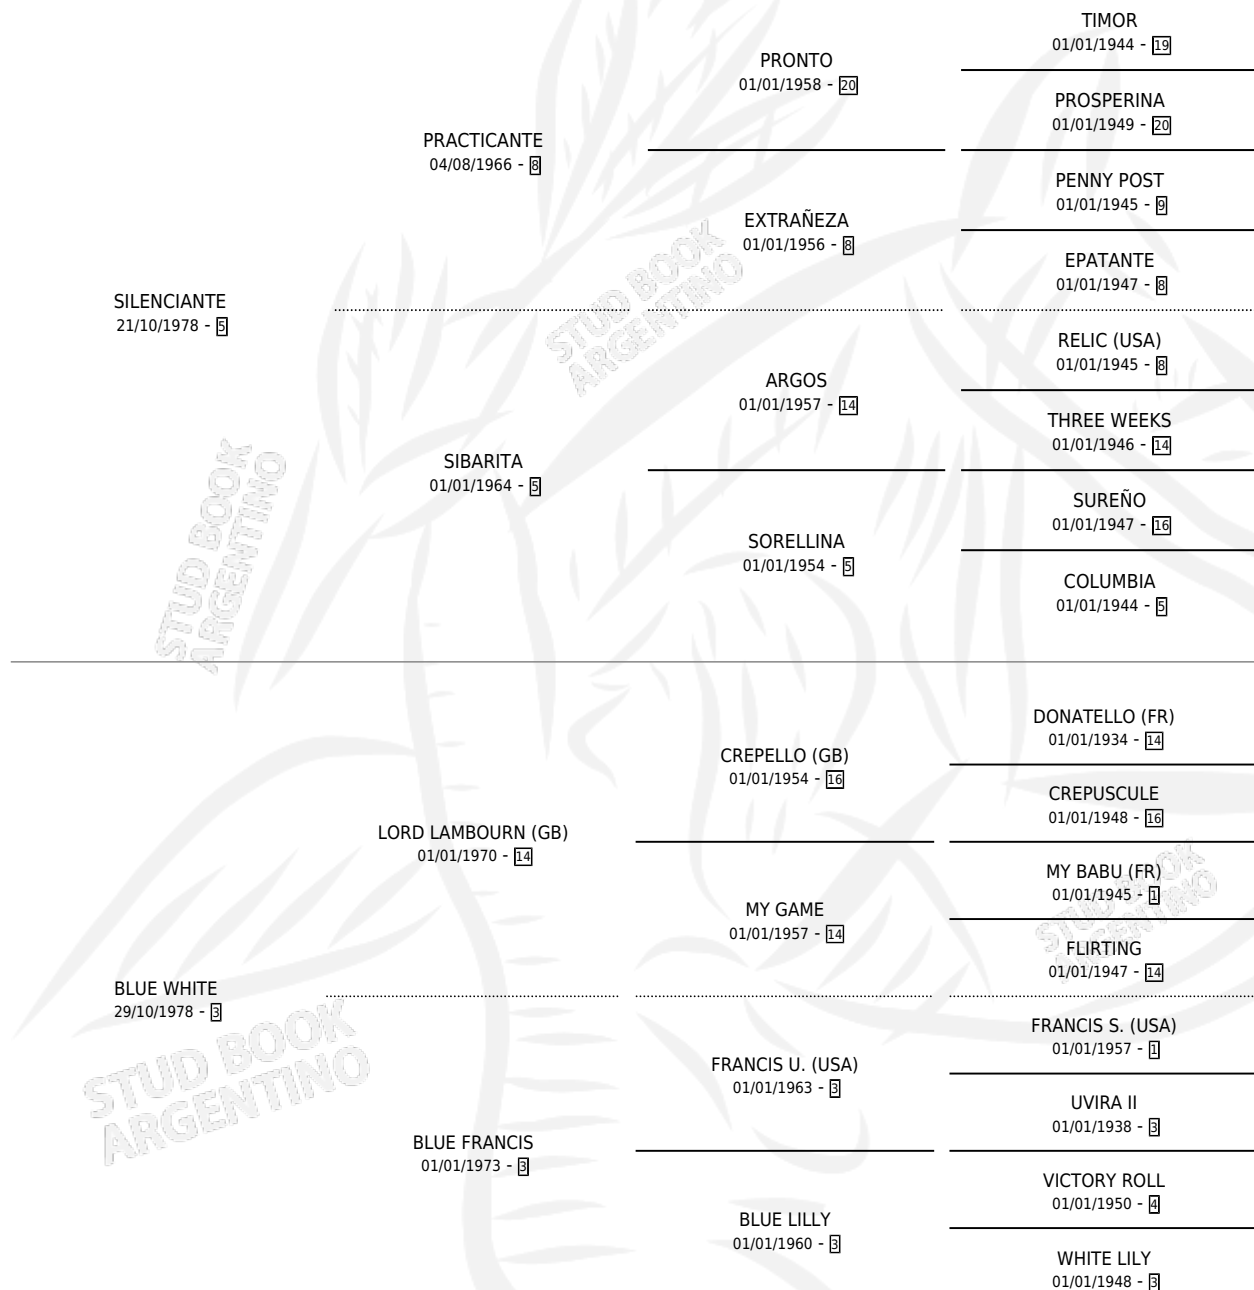 TIMOR
01/01/1944 - 19
PRONTO
01/01/1958 - 20
PROSPERINA
01/01/1949 - 20
PRACTICANTE
04/08/1966 - 8
PENNY POST
01/01/1945 - 9
EXTRAÑEZA
01/01/1956 - 8
EPATANTE
01/01/1947 - 8
SILENCIANTE
21/10/1978 - 5
STUD BOOK
ARGENTINO
RELIC (USA)
01/01/1945 - 8
ARGOS
01/01/1957 - 14
THREE WEEKS
01/01/1946 - 14
SIBARITA
01/01/1964 - 5
SUREÑO
01/01/1947 - 16
SORELLINA
01/01/1954 - 5
COLUMBIA
01/01/1944 - 5
STUD BOOK
ARGENTINO
DONATELLO (FR)
01/01/1934 - 14
CREPELLO (GB)
01/01/1954 - 16
CREPUSCULE
01/01/1948 - 16
LORD LAMBOURN (GB)
01/01/1970 - 14
MY BABU (FR)
01/01/1945 - 1
MY GAME
01/01/1957 - 14
STUD BOOK
ARGENTINO
FLIRTING
01/01/1947 - 14
BLUE WHITE
29/10/1978 - 3
STUD BOOK
ARGENTINO
FRANCIS S. (USA)
01/01/1957 - 1
FRANCIS U. (USA)
01/01/1963 - 3
UVIRA II
01/01/1938 - 3
BLUE FRANCIS
01/01/1973 - 3
VICTORY ROLL
01/01/1950 - 4
BLUE LILLY
01/01/1960 - 3
WHITE LILY
01/01/1948 - 3